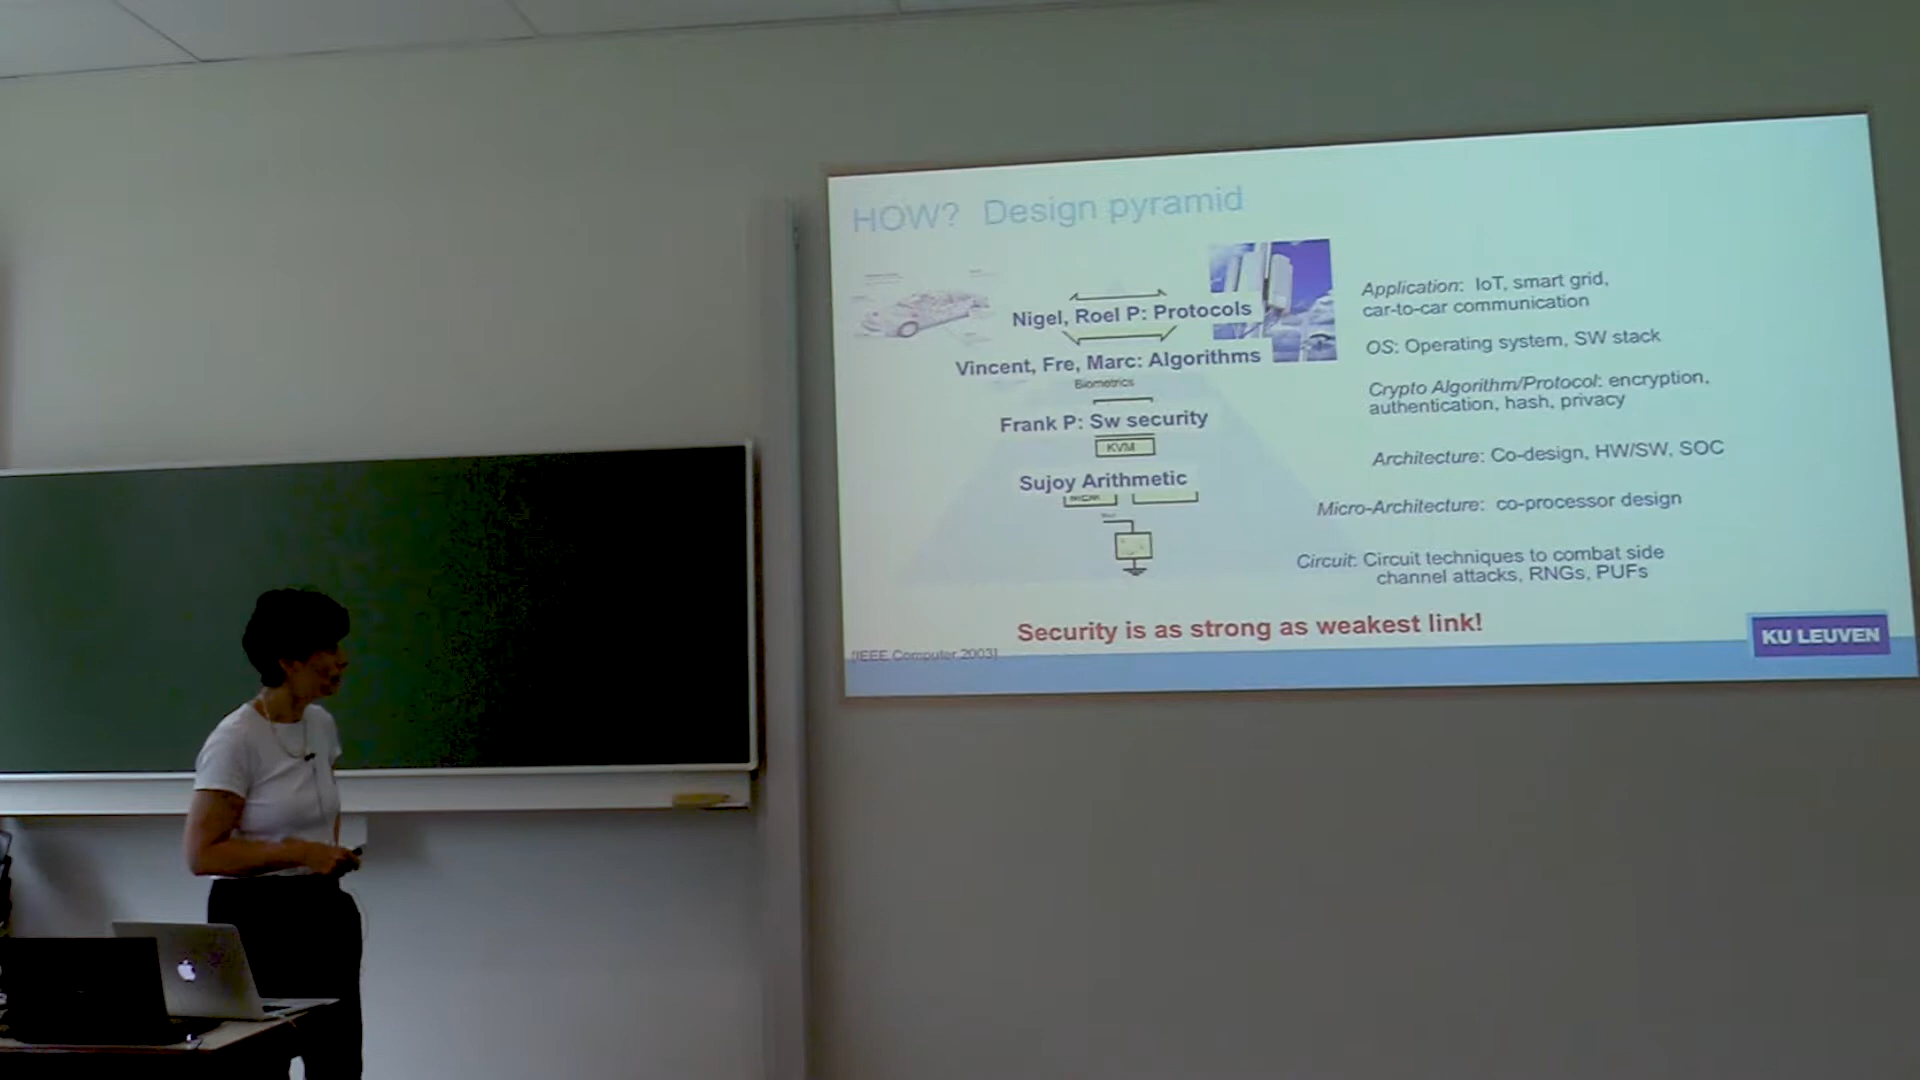 HOW? Design pyramid
Nigel, Roel P: Protocols
Vincent, Fre, Marc: Algorithms
Biometrics
Frank P: Sw security
KVM
Sujoy Arithmetic
Application: IoT, smart grid,
car-to-car communication
OS: Operating system, SW stack
Crypto Algorithm/Protocol: encryption,
authentication, hash, privacy
Architecture: Co-design, HW/SW, SOC
Micro-Architecture: co-processor design
Circuit: Circuit techniques to combat side
channel attacks, RNGs, PUFs
Security is as strong as weakest link!
[IEEE Computer 2003]
KU LEUVEN